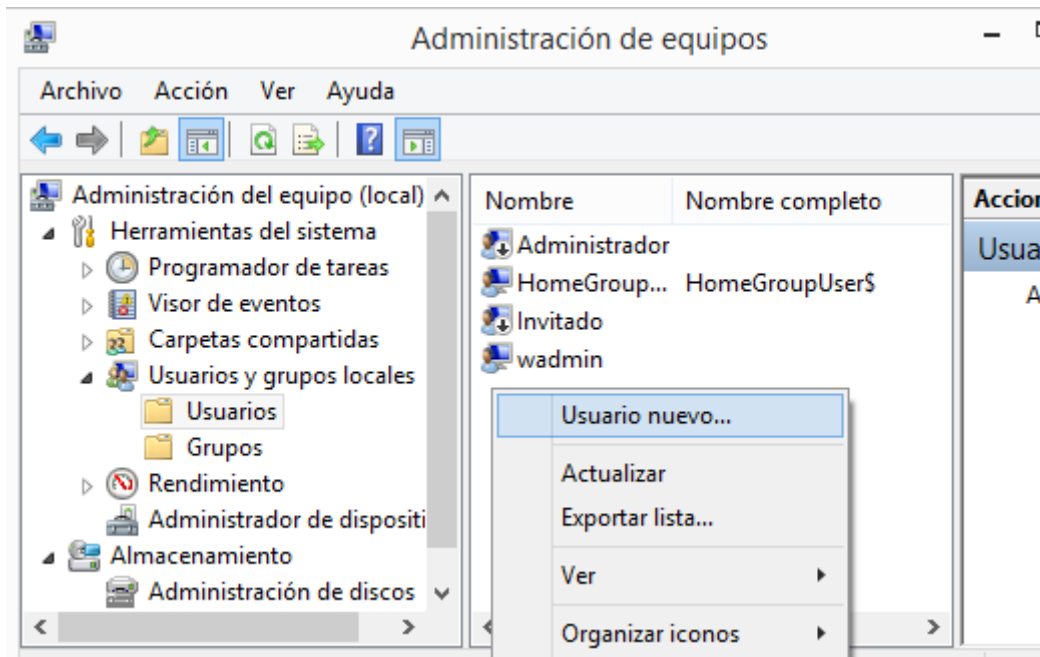 Administración de equipos
Archivo Acción Ver Ayuda
Administración del equipo (local)
Herramientas del sistema
Programador de tareas
Visor de eventos
Carpetas compartidas
Usuarios y grupos locales
Usuarios
Grupos
Rendimiento
Administrador de dispositi
Almacenamiento
Administración de discos
Nombre Nombre completo
Administrador
HomeGroup... HomeGroupUser$
Invitado
wadmin
Usuario nuevo...
Actualizar
Exportar lista...
Ver
Organizar iconos
Accion
Usua
A